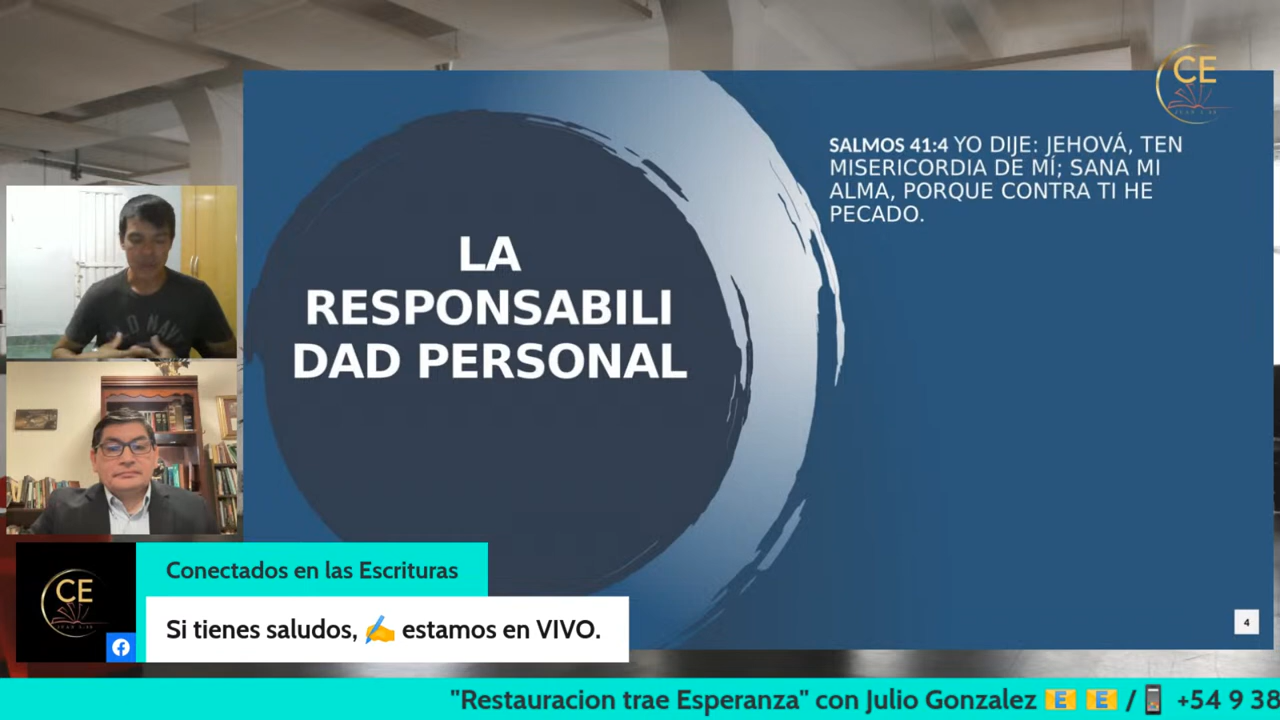 CE
SALMOS 41:4 YO DIJE: JEHOVÁ, TEN
MISERICORDIA DE MÍ; SANA MI
ALMA, PORQUE CONTRA TI HE
PECADO.
LA
RESPONSABILI
DAD PERSONAL
4
CE
Conectados en las Escrituras
Si tienes saludos, ✍️ estamos en VIVO.
"Restauracion trae Esperanza" con Julio Gonzalez 📧 📧 / 📱 +54 9 38